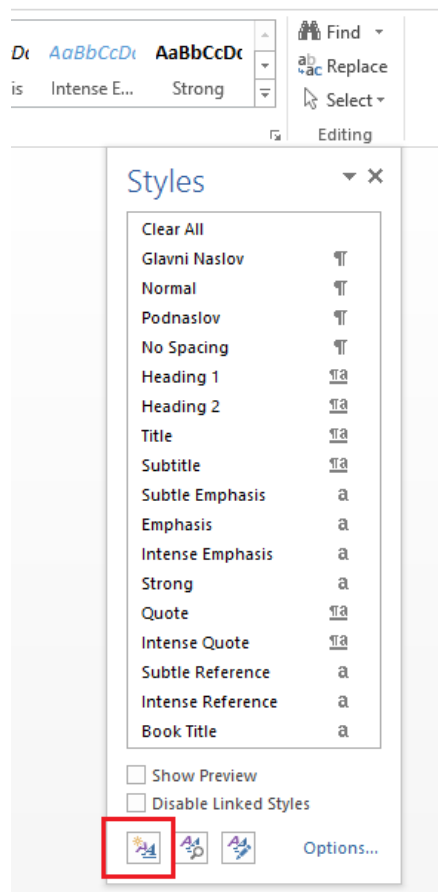 Find
AaBbCcDc AaBbCcDc
ab
ac Replace
is Intense E... Strong
Select
Editing
Styles
Clear All
Glavni Naslov ¶
Normal ¶
Podnaslov ¶
No Spacing ¶
Heading 1 ¶a
Heading 2 ¶a
Title ¶a
Subtitle ¶a
Subtle Emphasis a
Emphasis a
Intense Emphasis a
Strong a
Quote ¶a
Intense Quote ¶a
Subtle Reference a
Intense Reference a
Book Title a
Show Preview
Disable Linked Styles
Options...